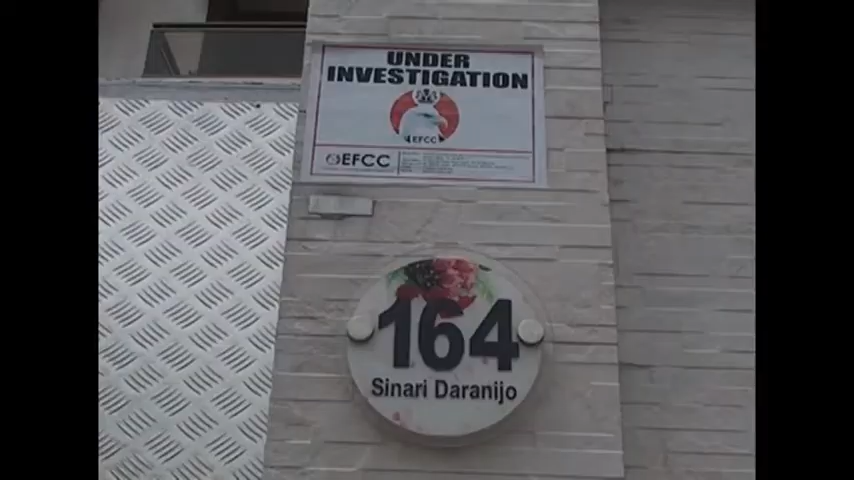 UNDER
INVESTIGATION
EFCC
EFCC
164
Sinari Daranijo